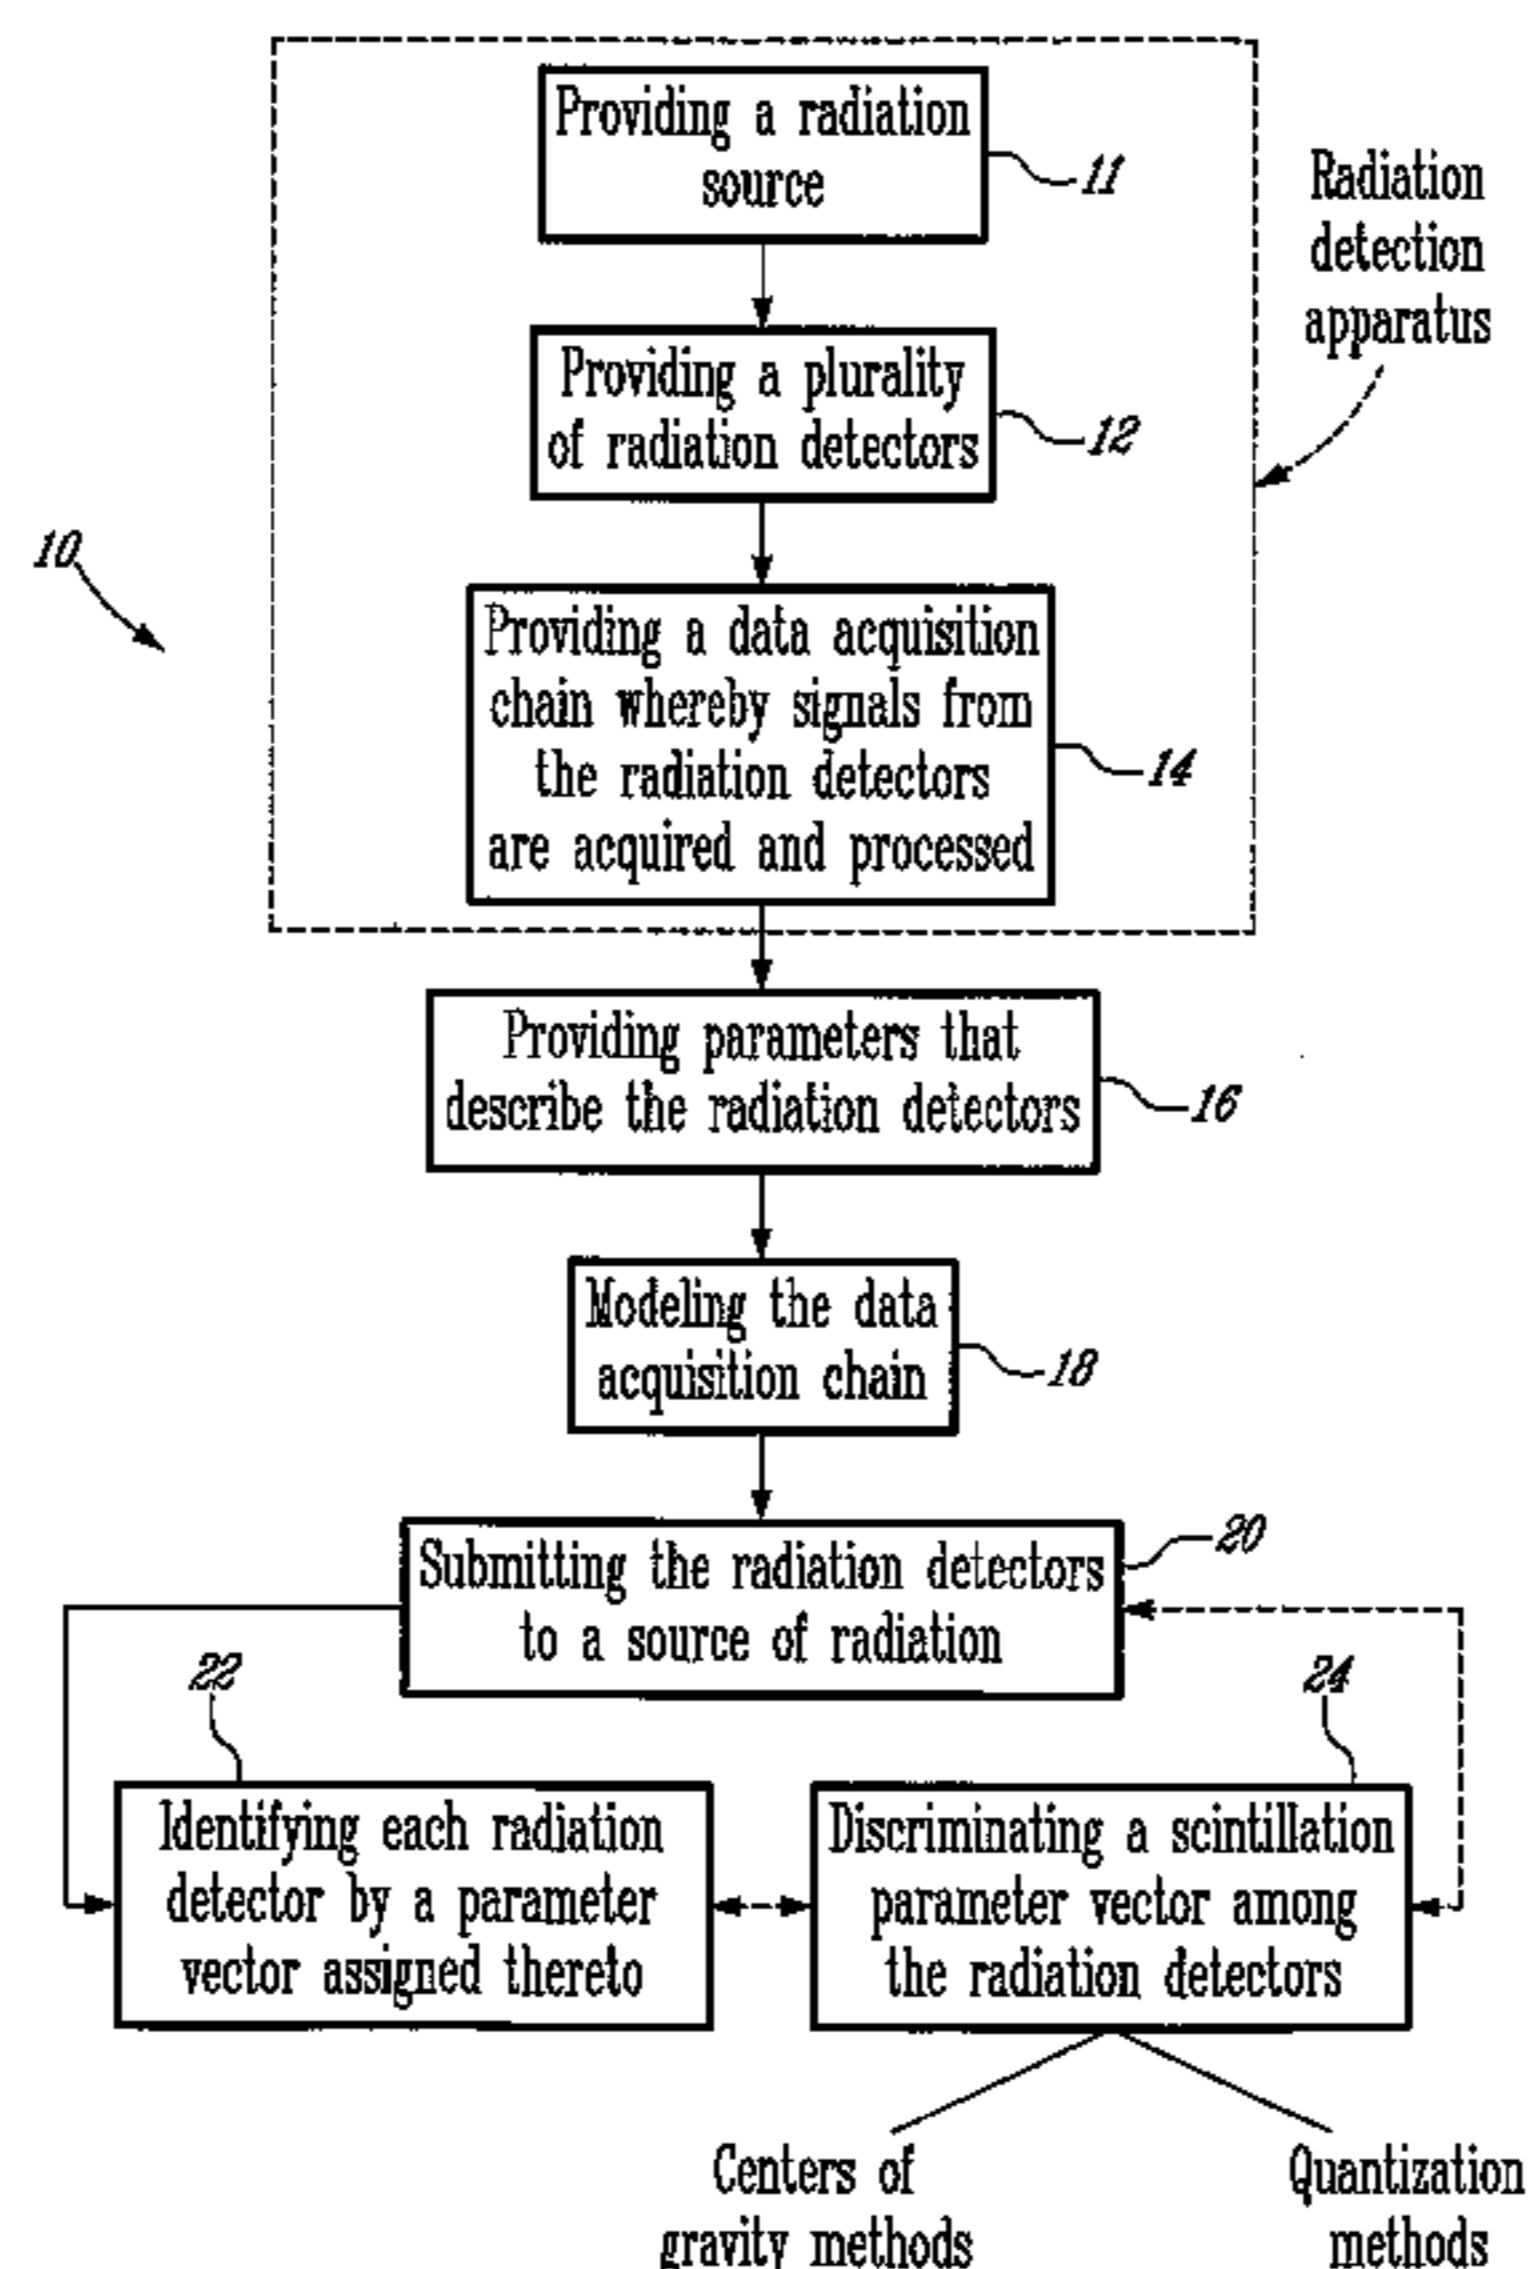 Providing a radiation
source
11
Radiation
detection
apparatus
Providing a plurality
of radiation detectors
12
10
Providing a data acquisition
chain whereby signals from
the radiation detectors
are acquired and processed
14
Providing parameters that
describe the radiation detectors
16
Modeling the data
acquisition chain
18
Submitting the radiation detectors
to a source of radiation
20
22
Identifying each radiation
detector by a parameter
vector assigned thereto
24
Discriminating a scintillation
parameter vector among
the radiation detectors
Centers of
gravity methods
Quantization
methods